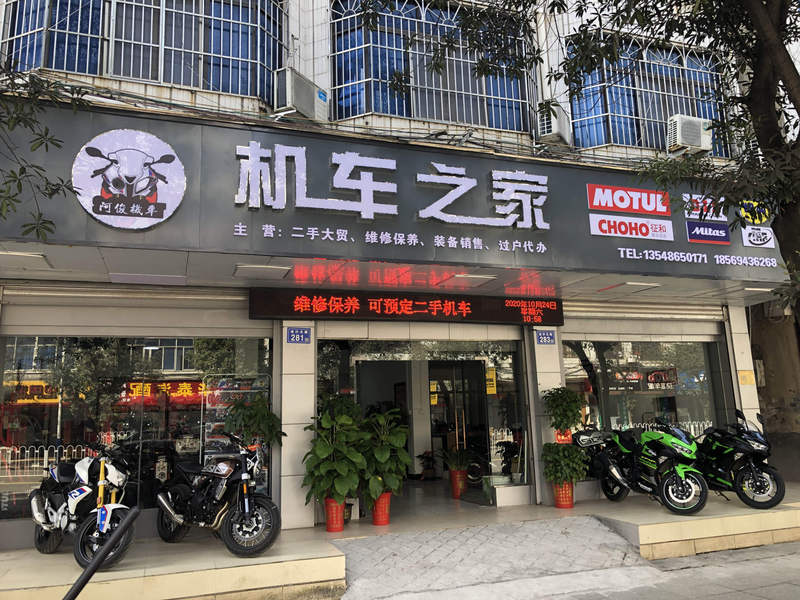 机车之家
阿俊機車
主 营：二手大贸、维修保养、装备销售、过户代办
MOTUL
CHOHO 征和
Mitas
TEL:13548650171 18569436268
维修保养 可预定二手机车
2020年10月24日
星期六
10:58
281
283